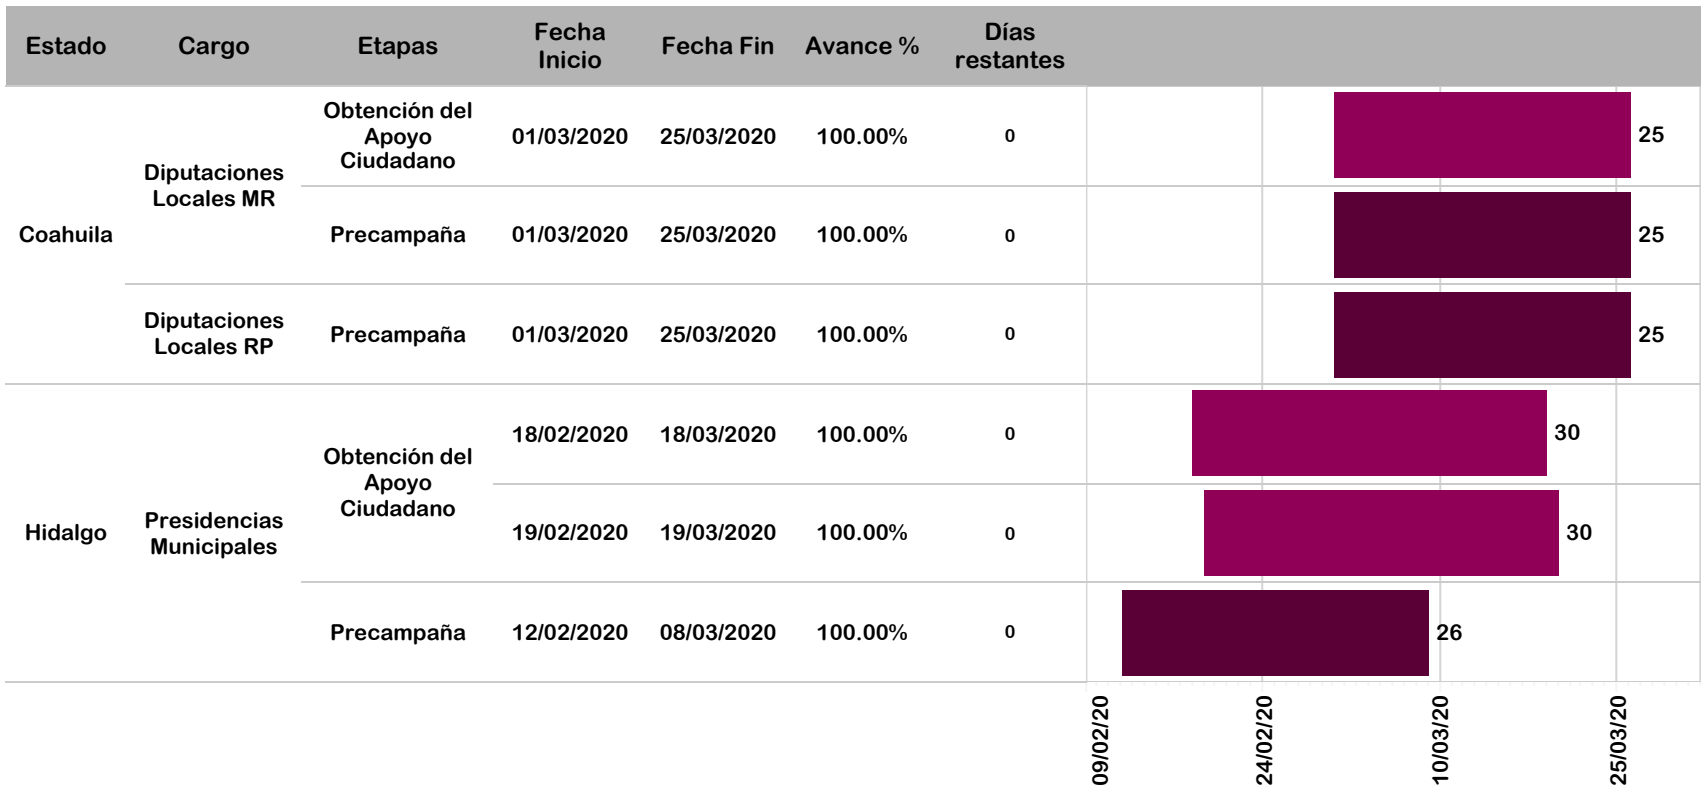 Estado Cargo Etapas Fecha Inicio Fecha Fin Avance % Días restantes
Coahuila
Diputaciones
Locales MR
Obtención del
Apoyo
Ciudadano
01/03/2020 25/03/2020 100.00% 0 25
Precampaña 01/03/2020 25/03/2020 100.00% 0 25
Diputaciones
Locales RP
Precampaña 01/03/2020 25/03/2020 100.00% 0 25
Hidalgo
Presidencias
Municipales
Obtención del
Apoyo
Ciudadano
18/02/2020 18/03/2020 100.00% 0 30
19/02/2020 19/03/2020 100.00% 0 30
Precampaña 12/02/2020 08/03/2020 100.00% 0 26
09/02/20 24/02/20 10/03/20 25/03/20